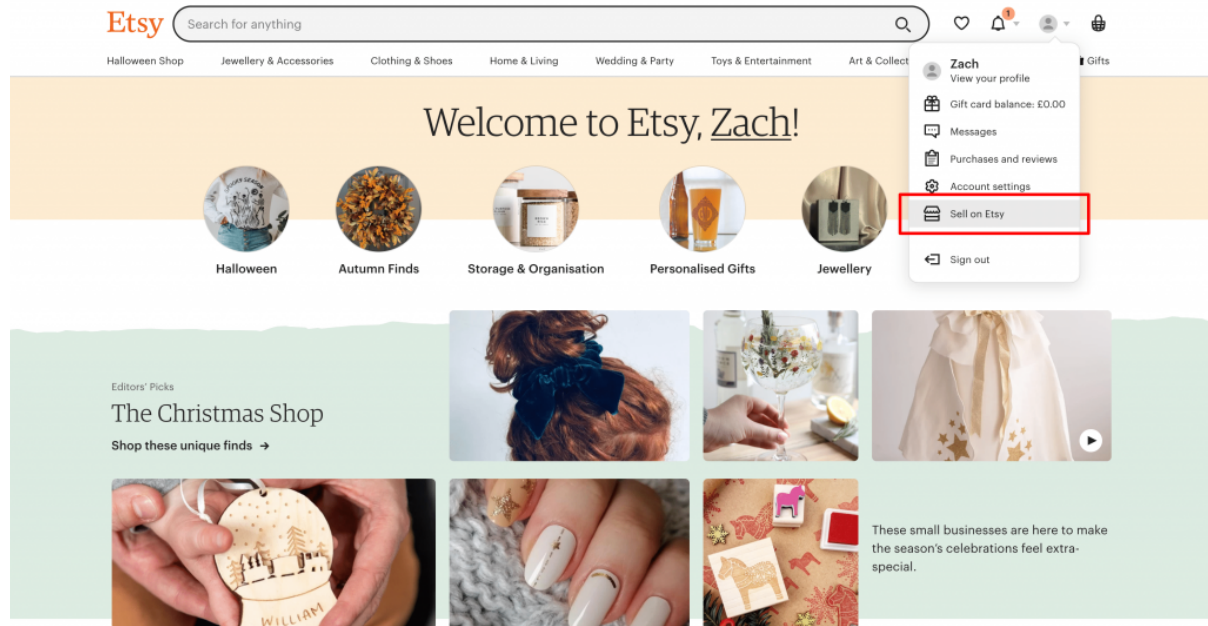 Etsy
Search for anything
1
Halloween Shop
Jewellery & Accessories
Clothing & Shoes
Home & Living
Wedding & Party
Toys & Entertainment
Art & Collect
Gifts
Zach
View your profile
Gift card balance: £0.00
Messages
Purchases and reviews
Account settings
Sell on Etsy
Sign out
Welcome to Etsy, Zach!
SPOOKY SEASON
Halloween
Autumn Finds
Storage & Organisation
Personalised Gifts
Jewellery
Editors' Picks
The Christmas Shop
Shop these unique finds →
WILLIAM
These small businesses are here to make
the season's celebrations feel extra-
special.